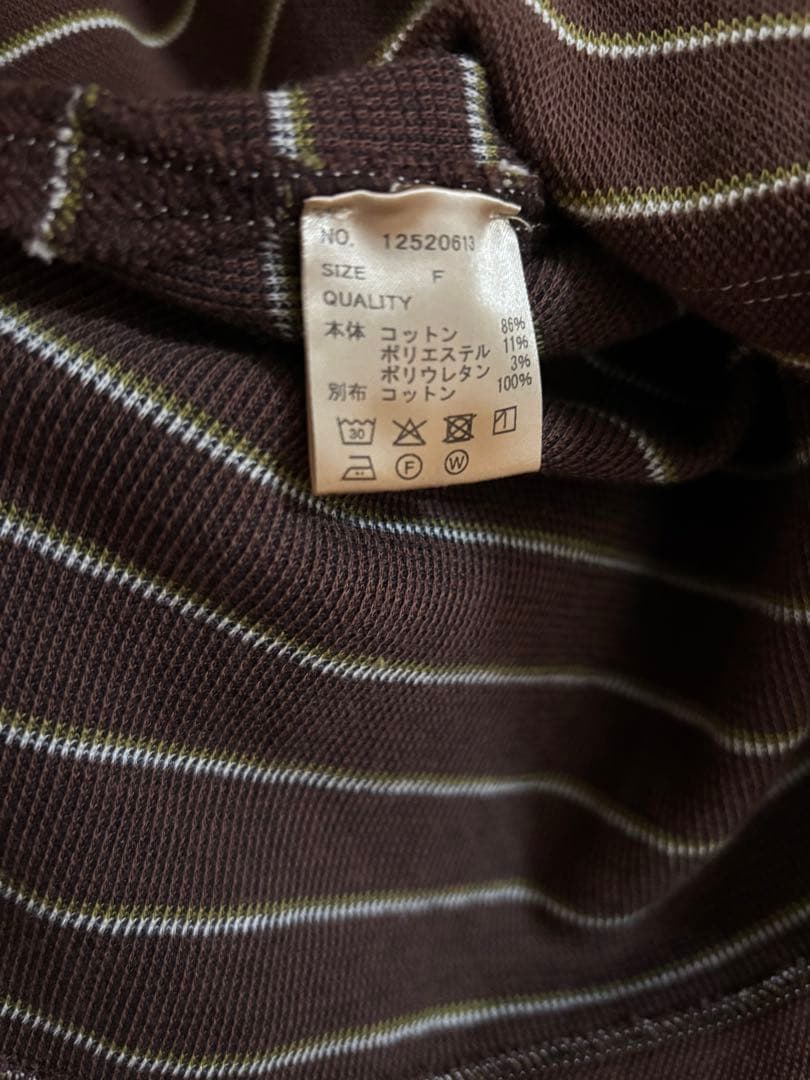 NO. 12520613
SIZE F
QUALITY
本体 コットン 86%
ポリエステル 11%
ポリウレタン 3%
別布 コットン 100%
30
F W